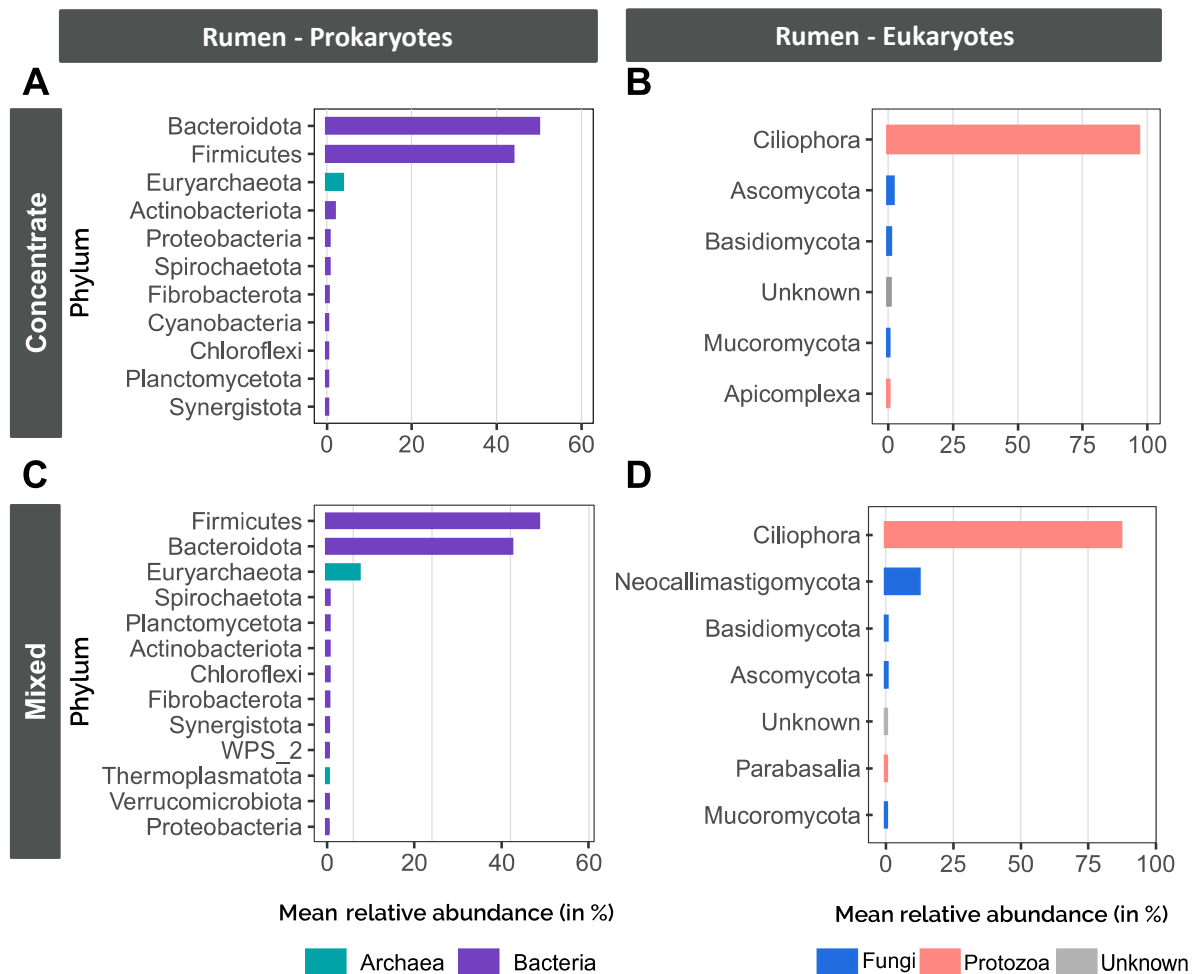 Rumen - Prokaryotes
Rumen - Eukaryotes
A
Concentrate
Phylum
Bacteroidota
Firmicutes
Euryarchaeota
Actinobacteriota
Proteobacteria
Spirochaetota
Fibrobacterota
Cyanobacteria
Chloroflexi
Planctomycetota
Synergistota
0 20 40 60
B
Ciliophora
Ascomycota
Basidiomycota
Unknown
Mucoromycota
Apicomplexa
0 25 50 75 100
C
Mixed
Phylum
Firmicutes
Bacteroidota
Euryarchaeota
Spirochaetota
Planctomycetota
Actinobacteriota
Chloroflexi
Fibrobacterota
Synergistota
WPS_2
Thermoplasmatota
Verrucomicrobiota
Proteobacteria
0 20 40 60
Mean relative abundance (in %)
Archaea Bacteria
D
Ciliophora
Neocallimastigomycota
Basidiomycota
Ascomycota
Unknown
Parabasalia
Mucoromycota
0 25 50 75 100
Mean relative abundance (in %)
Fungi Protozoa Unknown